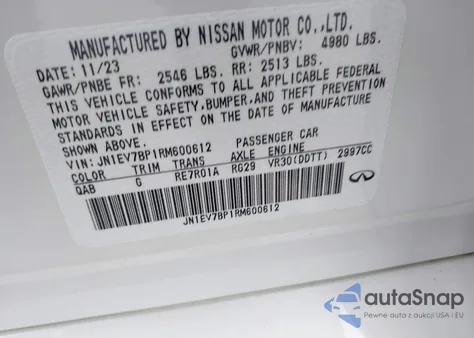 MANUFACTURED BY NISSAN MOTOR CO.,LTD.
DATE: 11/23 GVWR/PNBV: 4980 LBS.
GAWR/PNBE FR: 2546 LBS. RR: 2513 LBS.
THIS VEHICLE CONFORMS TO ALL APPLICABLE FEDERAL
MOTOR VEHICLE SAFETY,BUMPER,AND THEFT PREVENTION
STANDARDS IN EFFECT ON THE DATE OF MANUFACTURE
SHOWN ABOVE.
VIN: JN1EV7BP1RM600612 PASSENGER CAR
COLOR TRIM TRANS AXLE ENGINE
QAB G RE7R01A RG29 VR30(DDTT) 2997CC
JN1EV7BP1RM600612
autoSnap
Pewne auta z aukcji USA i EU